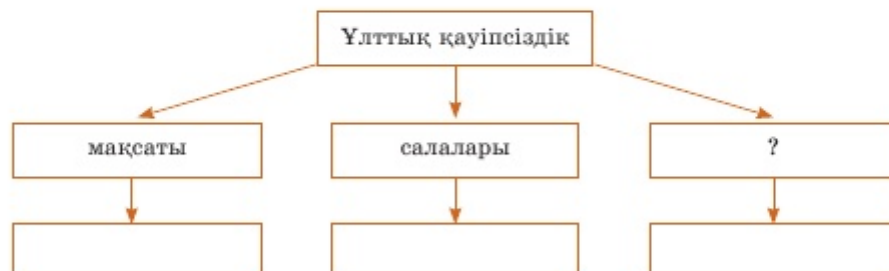 Ұлттық қауіпсіздік
мақсаты
салалары
?